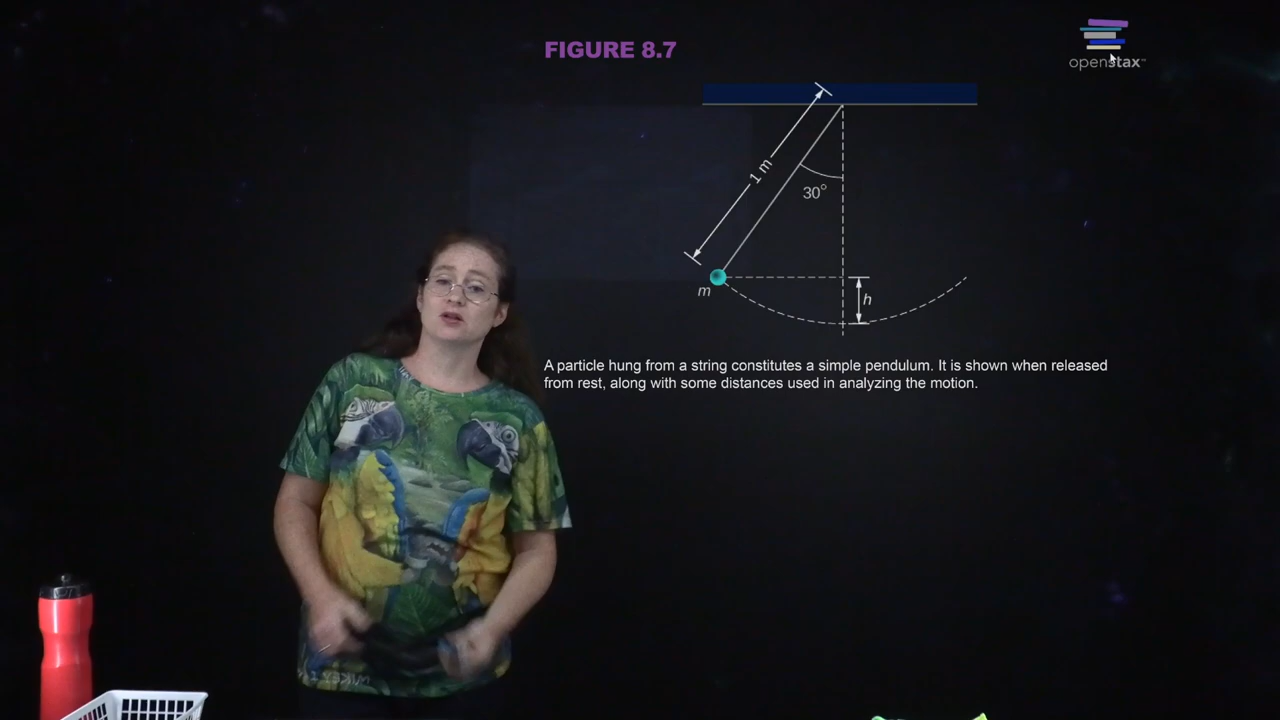 FIGURE 8.7
openstax™
1 m
30°
m
h
A particle hung from a string constitutes a simple pendulum. It is shown when released
from rest, along with some distances used in analyzing the motion.